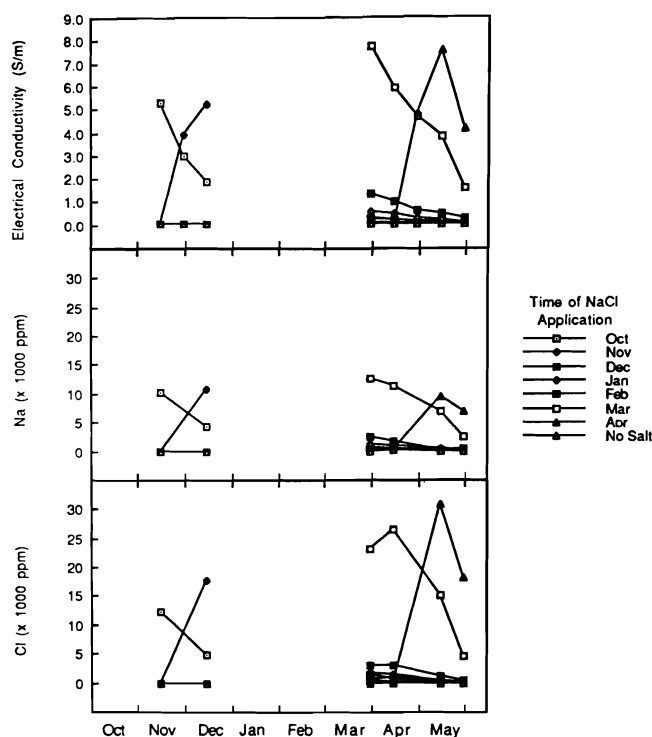 Electrical Conductivity (S/m)
9.0
8.0
7.0
6.0
5.0
4.0
3.0
2.0
1.0
0.0
Na (x 1000 ppm)
30
25
20
15
10
5
0
Cl (x 1000 ppm)
30
25
20
15
10
5
0
Oct Nov Dec Jan Feb Mar Apr May
Time of NaCl
Application
Oct
Nov
Dec
Jan
Feb
Mar
Apr
No Salt